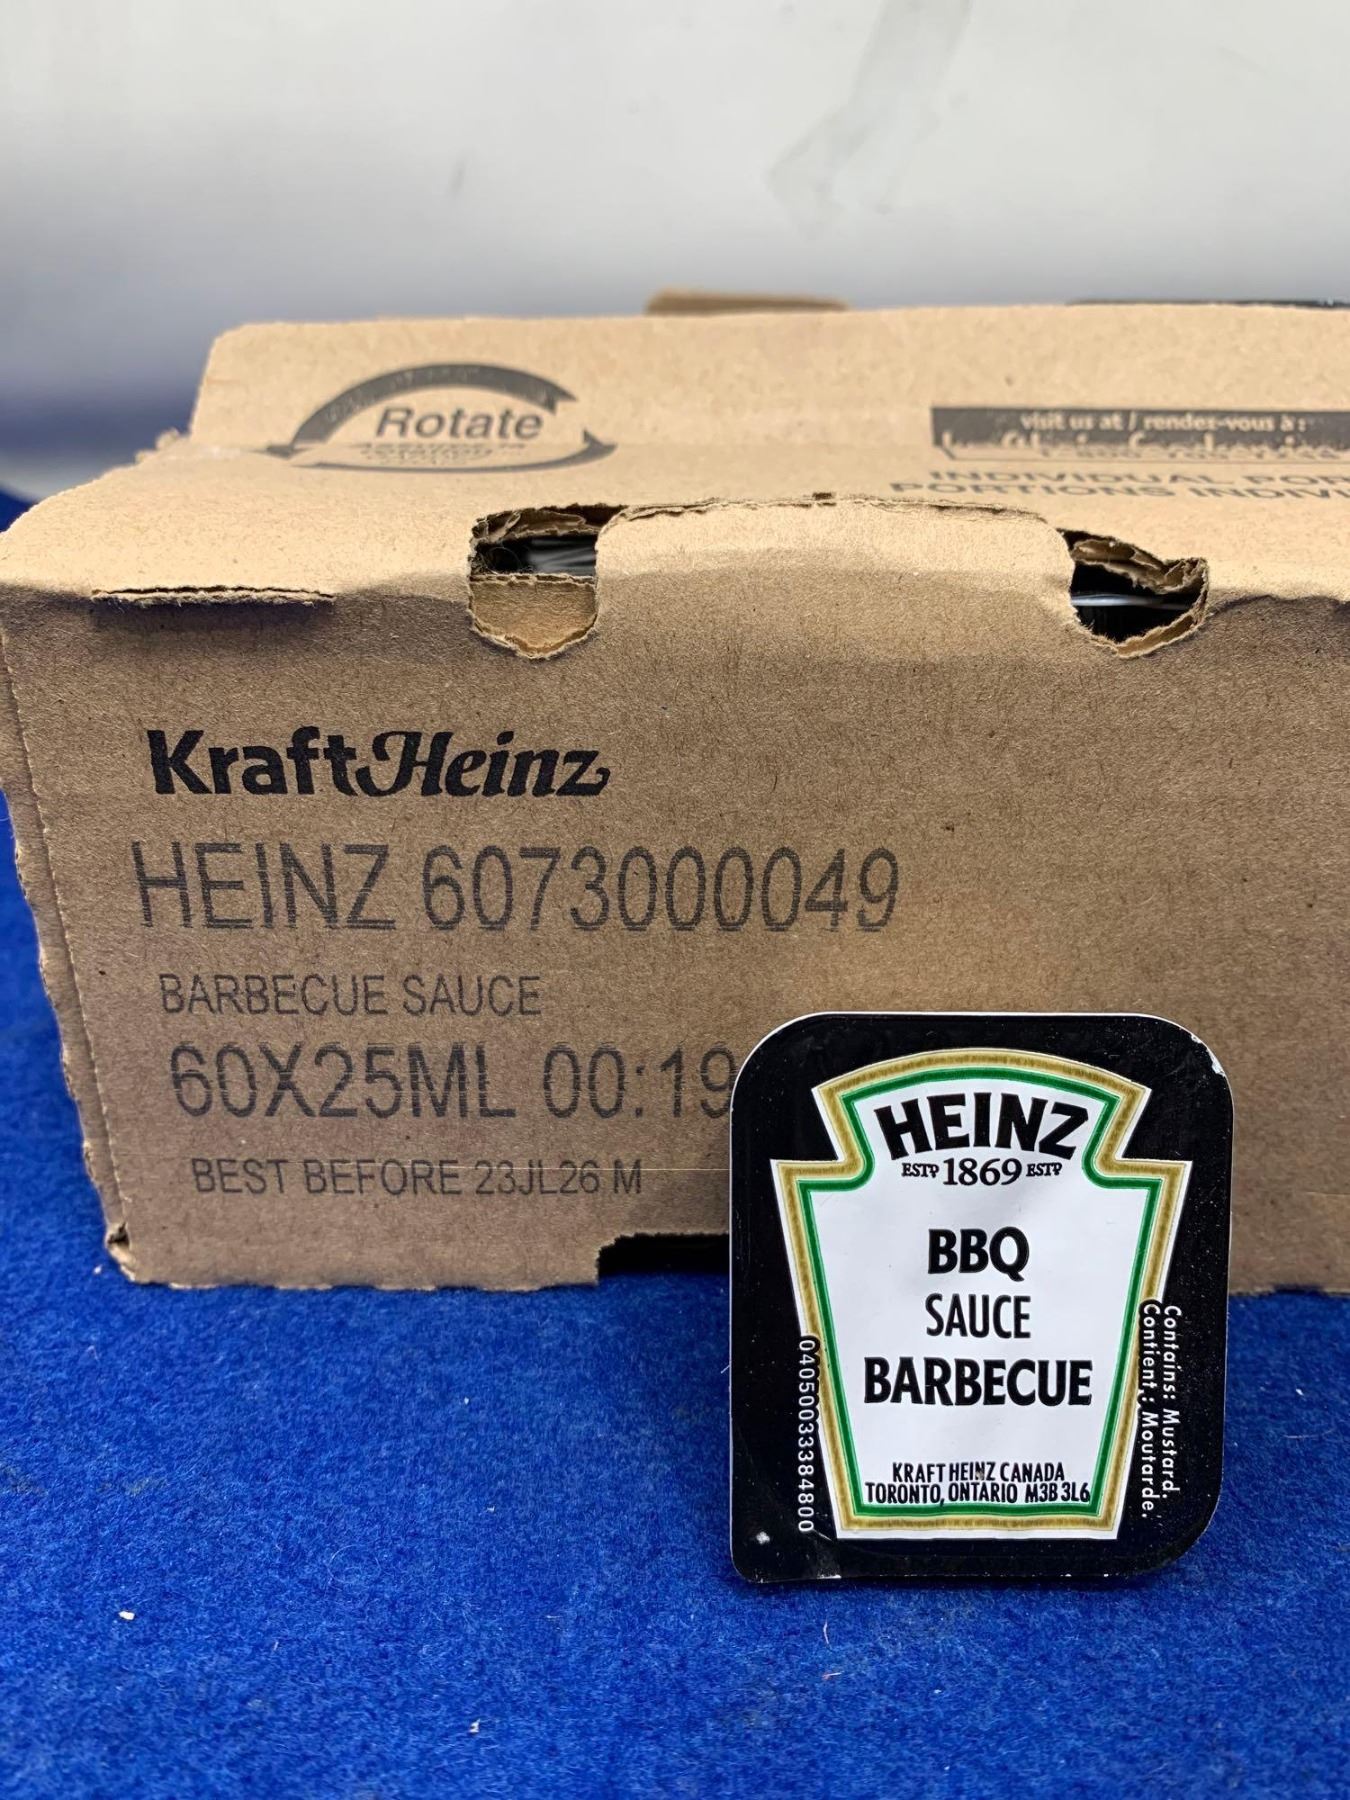 Rotate
visit us at / rendez-vous à :
INDIVIDUAL POR
PORTIONS INDIVI
KraftHeinz
HEINZ 6073000049
BARBECUE SAUCE
60X25ML 00:19
BEST BEFORE 23JL26 M
HEINZ
ESTD 1869 ESTD
BBQ
SAUCE
BARBECUE
KRAFT HEINZ CANADA
TORONTO, ONTARIO M3B 3L6
04050033384800
Contains: Mustard.
Contient : Moutarde.